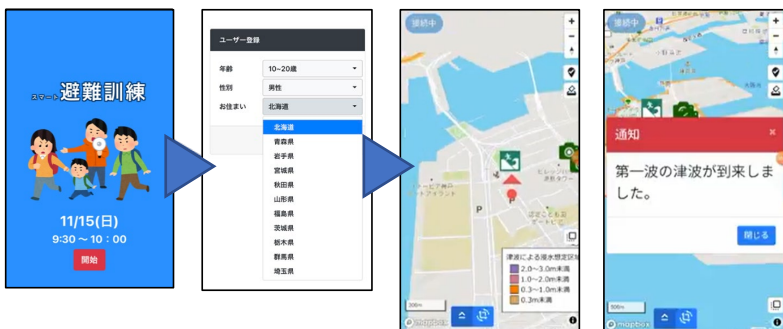 スマート避難訓練
11/15(日)
9:30 ~ 10 : 00
開始
ユーザー登録
年齢
10~20歳
性別
男性
お住まい
北海道
北海道
青森県
岩手県
宮城県
秋田県
山形県
福島県
茨城県
栃木県
群馬県
埼玉県
接続中
P
津波による浸水想定区域
2.0~3.0m未満
1.0~2.0m未満
0.3~1.0m未満
0.3m未満
mapbox
接続中
通知
第一波の津波が到来しま
した。
閉じる
mapbox